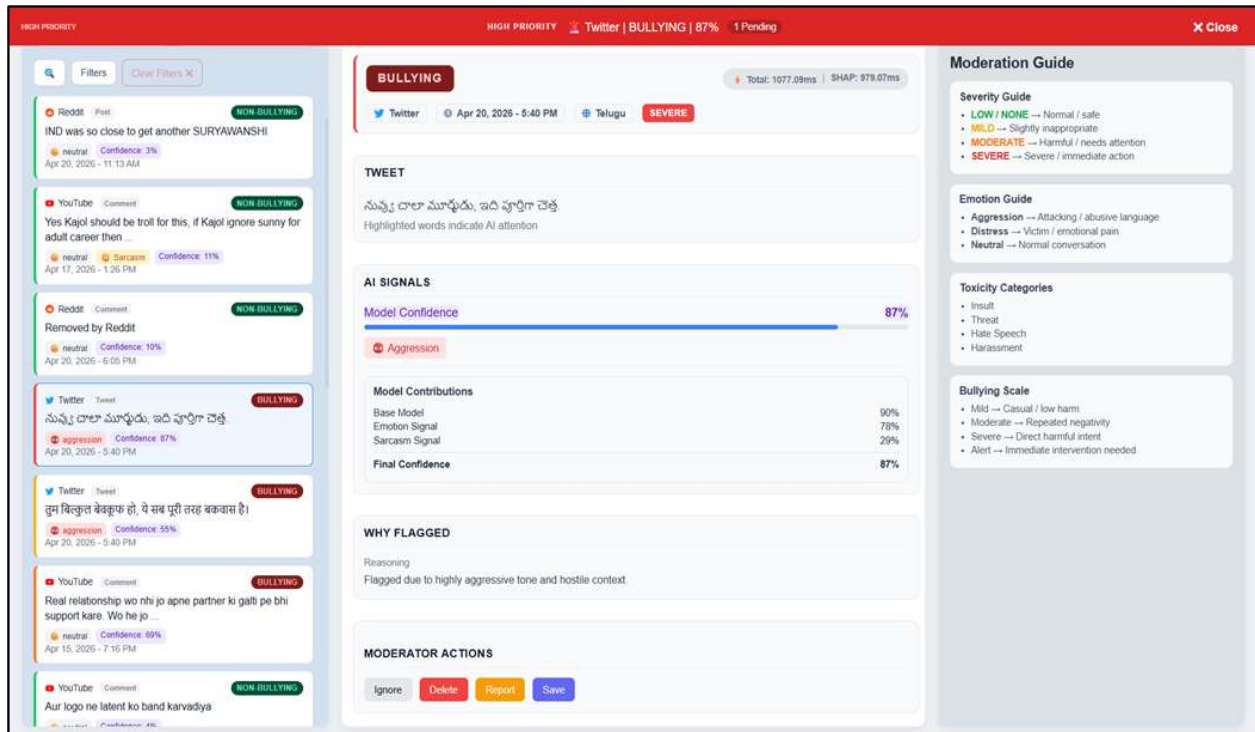 HIGH PRIORITY
HIGH PRIORITY 🚨 Twitter | BULLYING | 87% 1 Pending
✕ Close
🔍 Filters Clear Filters ✕
Reddit Post NON-BULLYING
IND was so close to get another SURYAWANSHI
neutral Confidence: 3%
Apr 20, 2026 - 11:13 AM
YouTube Comment NON-BULLYING
Yes Kajol should be troll for this, if Kajol ignore sunny for
adult career then ...
neutral Sarcasm Confidence: 11%
Apr 17, 2026 - 1:26 PM
Reddit Comment NON-BULLYING
Removed by Reddit
neutral Confidence: 19%
Apr 20, 2026 - 6:05 PM
Twitter Tweet BULLYING
నువ్వు చాలా మూర్ఖుడు, ఇది పూర్తిగా చెత్త.
aggression Confidence: 87%
Apr 20, 2026 - 5:40 PM
Twitter Tweet BULLYING
तुम बिल्कुल बेवकूफ हो, ये सब पूरी तरह बकवास है।
aggression Confidence: 55%
Apr 20, 2026 - 5:40 PM
YouTube Comment BULLYING
Real relationship wo nhi jo apne partner ki galti pe bhi
support kare. Wo he jo ...
neutral Confidence: 69%
Apr 15, 2026 - 7:16 PM
YouTube Comment NON-BULLYING
Aur logo ne latent ko band karvadiya
BULLYING
Total: 1077.09ms | SHAP: 979.07ms
Twitter Apr 20, 2026 - 5:40 PM Telugu SEVERE
TWEET
నువ్వు చాలా మూర్ఖుడు, ఇది పూర్తిగా చెత్త
Highlighted words indicate AI attention
AI SIGNALS
Model Confidence 87%
Aggression
Model Contributions
Base Model 90%
Emotion Signal 78%
Sarcasm Signal 29%
Final Confidence 87%
WHY FLAGGED
Reasoning
Flagged due to highly aggressive tone and hostile context.
MODERATOR ACTIONS
Ignore Delete Report Save
Moderation Guide
Severity Guide
• LOW / NONE → Normal / safe
• MILD → Slightly inappropriate
• MODERATE → Harmful / needs attention
• SEVERE → Severe / immediate action
Emotion Guide
• Aggression → Attacking / abusive language
• Distress → Victim / emotional pain
• Neutral → Normal conversation
Toxicity Categories
• Insult
• Threat
• Hate Speech
• Harassment
Bullying Scale
• Mild → Casual / low harm
• Moderate → Repeated negativity
• Severe → Direct harmful intent
• Alert → Immediate intervention needed